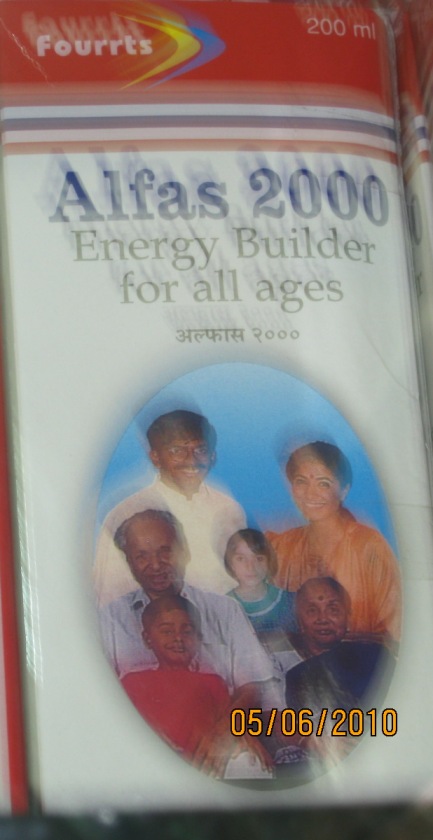 Fourrts
200 ml
Alfas 2000
Energy Builder
for all ages
अल्फास २०००
05/06/2010